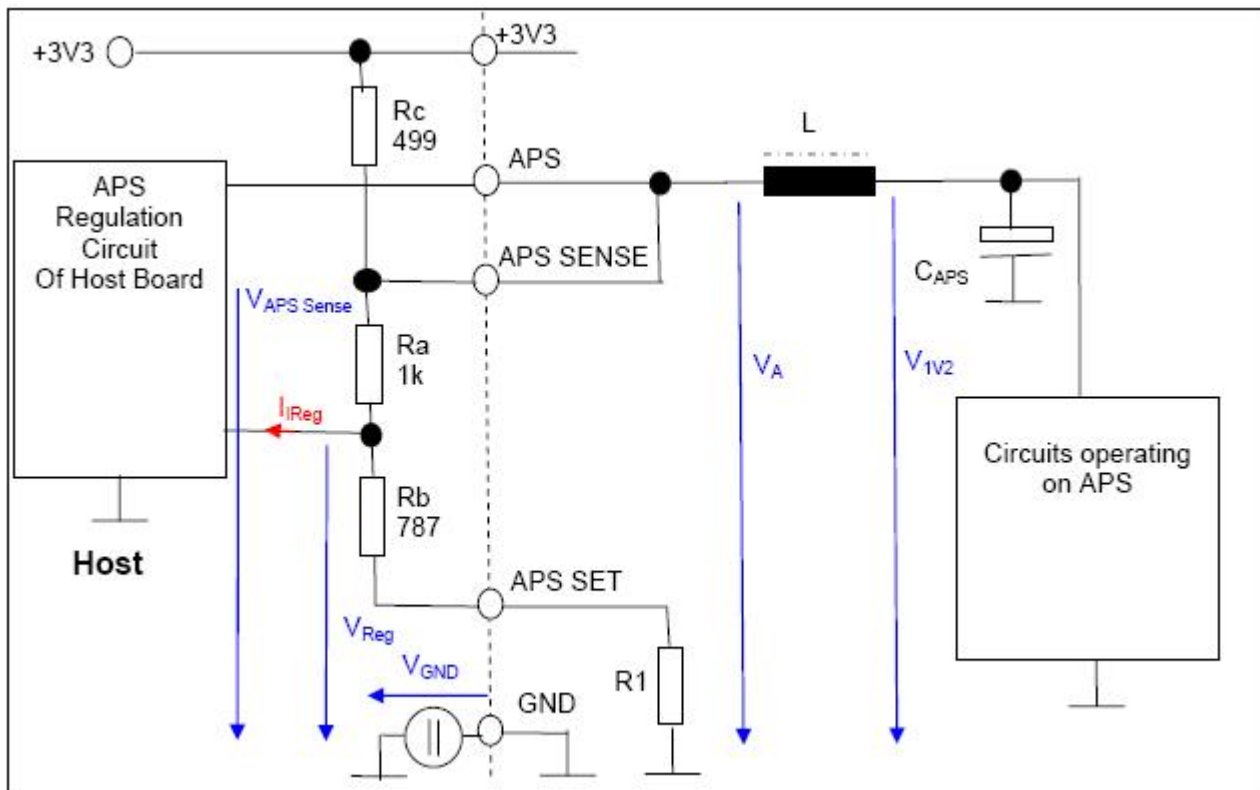 +3V3
+3V3
Rc
499
APS
L
APS
Regulation
Circuit
Of Host Board
APS SENSE
CAPS
VAPS Sense
Ra
1k
VA
V1V2
IIReg
Circuits operating
on APS
Rb
787
Host
APS SET
VReg
VGND
R1
GND